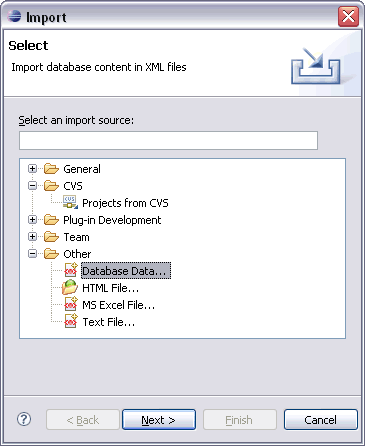 Import
Select
Import database content in XML files
Select an import source:
General
CVS
Projects from CVS
Plug-in Development
Team
Other
Database Data...
HTML File...
MS Excel File...
Text File...
? < Back Next > Finish Cancel